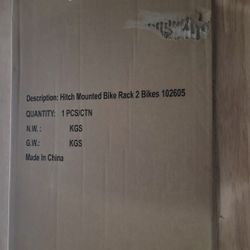 Description: Hitch Mounted Bike Rack 2 Bikes 102605
QUANTITY: 1 PCS/CTN
N.W. : KGS
G.W.: KGS
Made In China